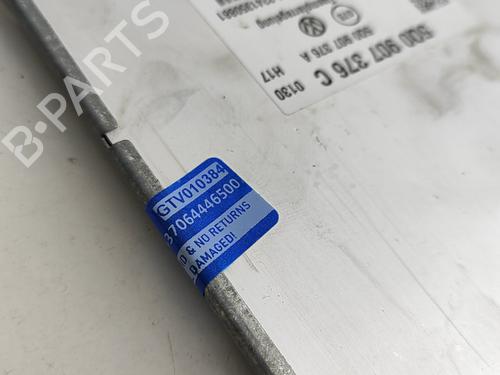 5Q0 907 376 C
0130
H17
5Q0 907 376 A
B-PARTS
GTV010384
37064446500
D & NO RETURNS
DAMAGED!